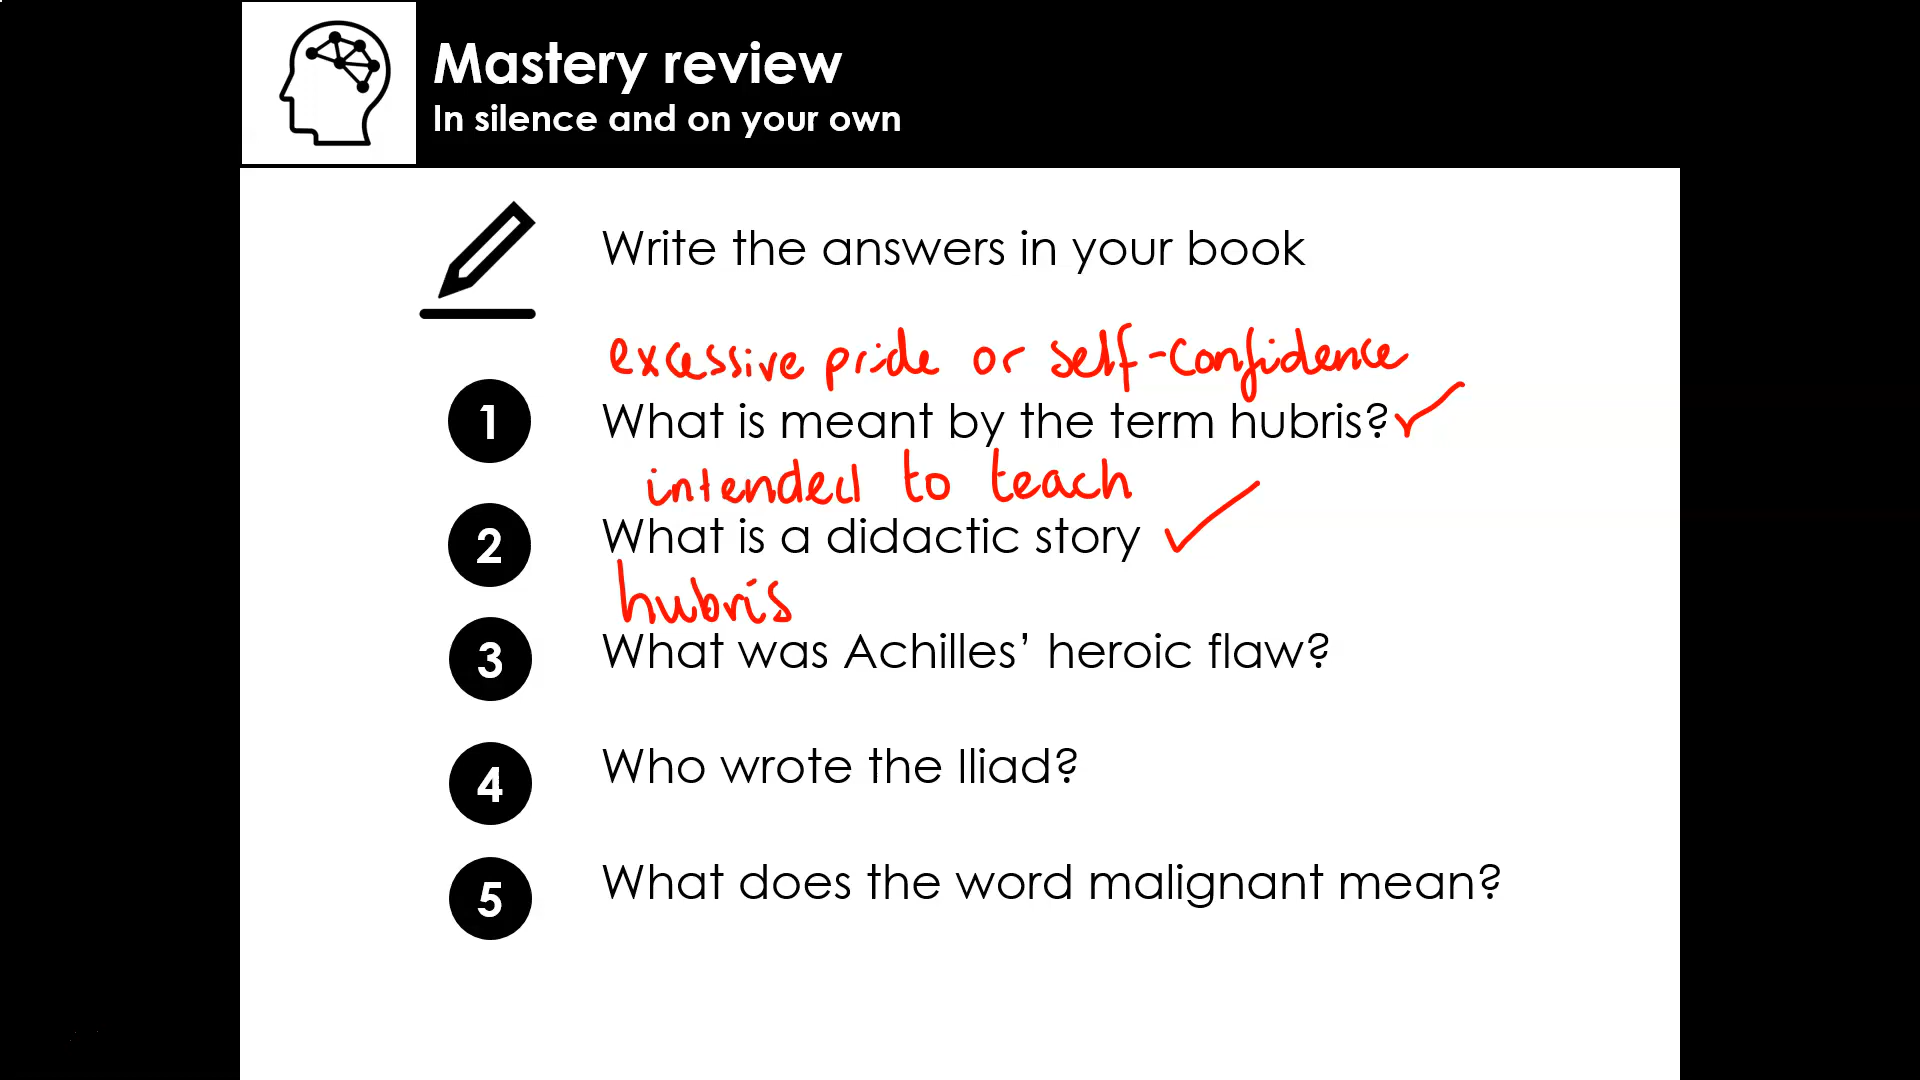 Mastery review
In silence and on your own
Write the answers in your book
excessive pride or self-confidence
1 What is meant by the term hubris?
intended to teach
2 What is a didactic story
hubris
3 What was Achilles’ heroic flaw?
4 Who wrote the Iliad?
5 What does the word malignant mean?